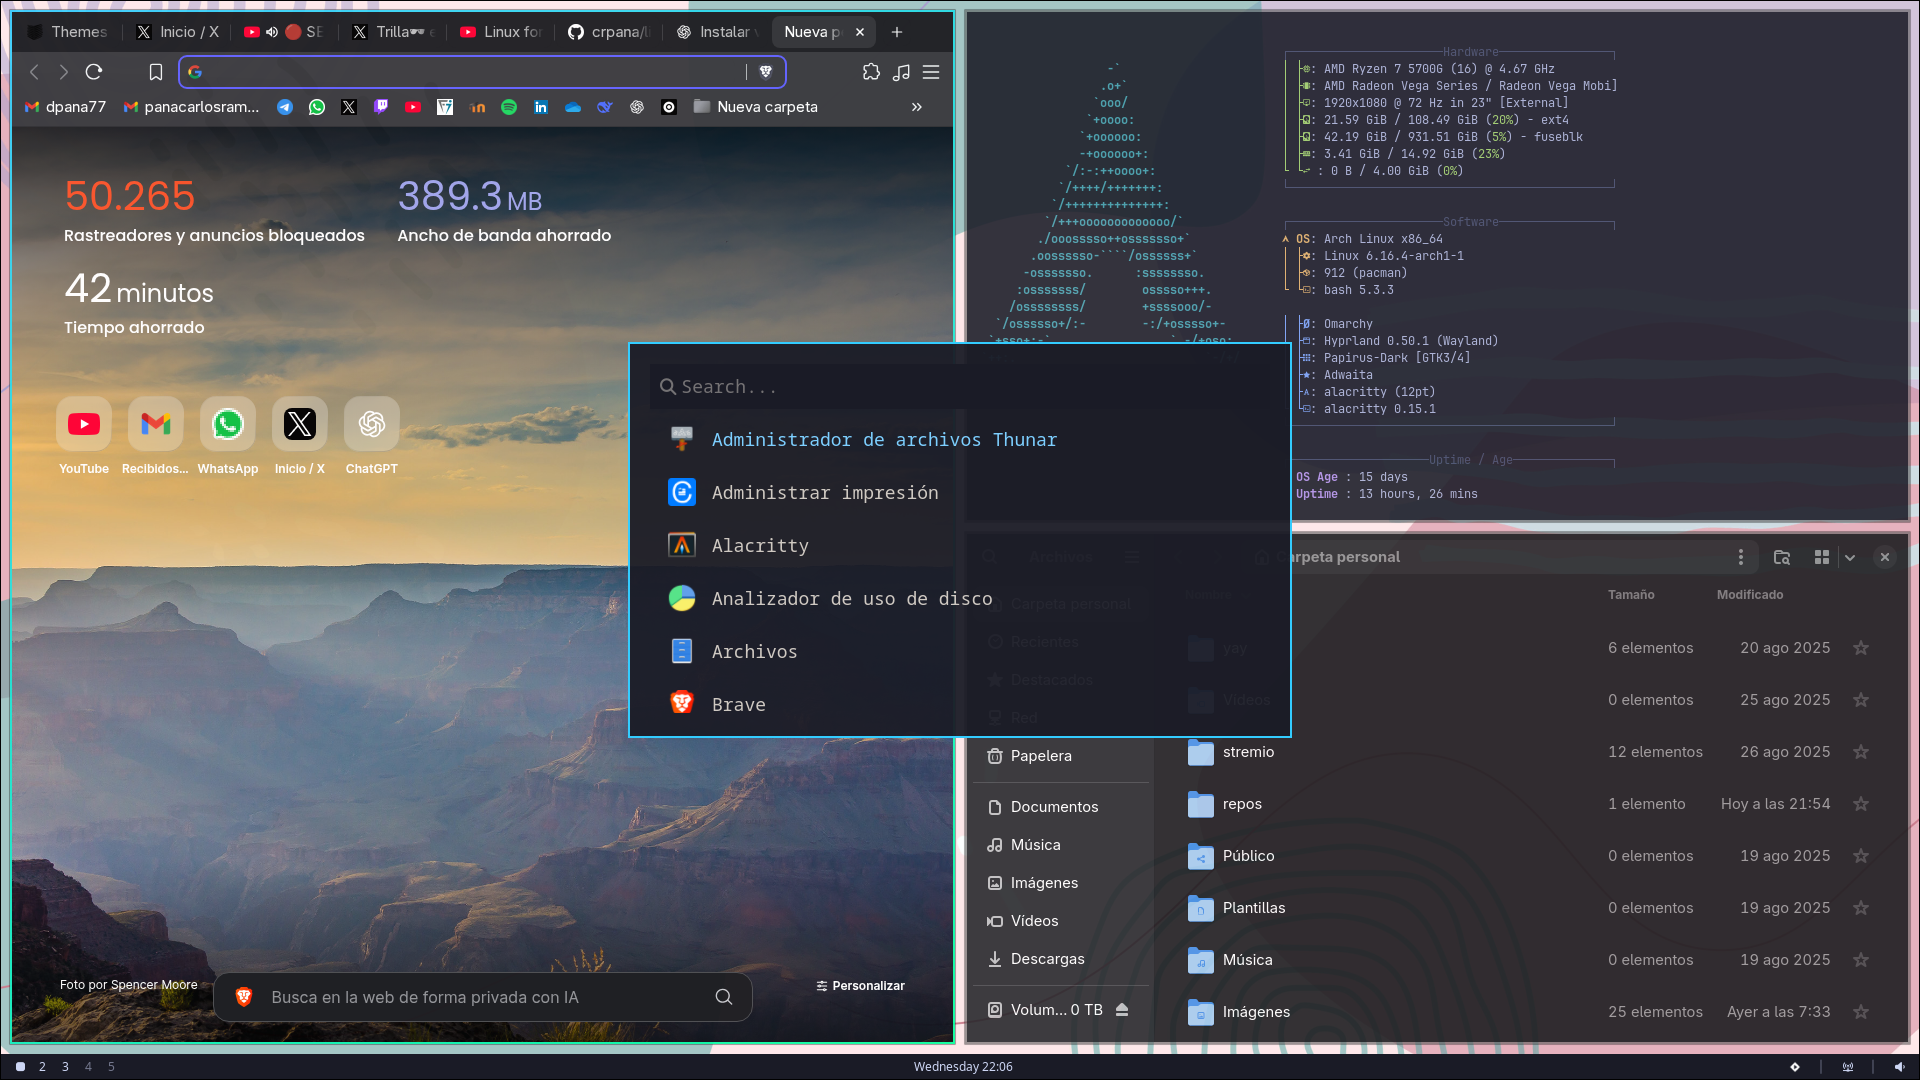 Themes
Inicio / X
SE
Trilla
Linux for
crpana/l
Instalar
Nueva p
dpana77
panacarlosram...
Nueva carpeta
»
50.265
Rastreadores y anuncios bloqueados
389.3 MB
Ancho de banda ahorrado
42 minutos
Tiempo ahorrado
YouTube
Recibidos...
WhatsApp
Inicio / X
ChatGPT
Foto por Spencer Moore
Busca en la web de forma privada con IA
Personalizar
Search...
Administrador de archivos Thunar
Administrar impresión
Alacritty
Analizador de uso de disco
Archivos
Brave
Hardware
: AMD Ryzen 7 5700G (16) @ 4.67 GHz
: AMD Radeon Vega Series / Radeon Vega Mobi]
: 1920x1080 @ 72 Hz in 23" [External]
: 21.59 GiB / 108.49 GiB (20%) - ext4
: 42.19 GiB / 931.51 GiB (5%) - fuseblk
: 3.41 GiB / 14.92 GiB (23%)
: 0 B / 4.00 GiB (0%)
Software
OS: Arch Linux x86_64
: Linux 6.16.4-arch1-1
: 912 (pacman)
: bash 5.3.3
: Omarchy
: Hyprland 0.50.1 (Wayland)
: Papirus-Dark [GTK3/4]
: Adwaita
: alacritty (12pt)
: alacritty 0.15.1
Uptime / Age
OS Age : 15 days
Uptime : 13 hours, 26 mins
Archivos
arpeta personal
Tamaño
Modificado
Carpeta personal
Recientes
Destacados
Red
Papelera
Documentos
Música
Imágenes
Vídeos
Descargas
Volum... 0 TB
yay
6 elementos
20 ago 2025
Vídeos
0 elementos
25 ago 2025
stremio
12 elementos
26 ago 2025
repos
1 elemento
Hoy a las 21:54
Público
0 elementos
19 ago 2025
Plantillas
0 elementos
19 ago 2025
Música
0 elementos
19 ago 2025
Imágenes
25 elementos
Ayer a las 7:33
2
3
4
5
Wednesday 22:06